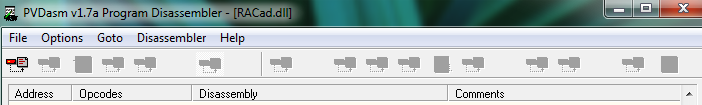 PVDasm v1.7a Program Disassembler - [RACad.dll]
File Options Goto Disassembler Help
Address Opcodes Disassembly Comments